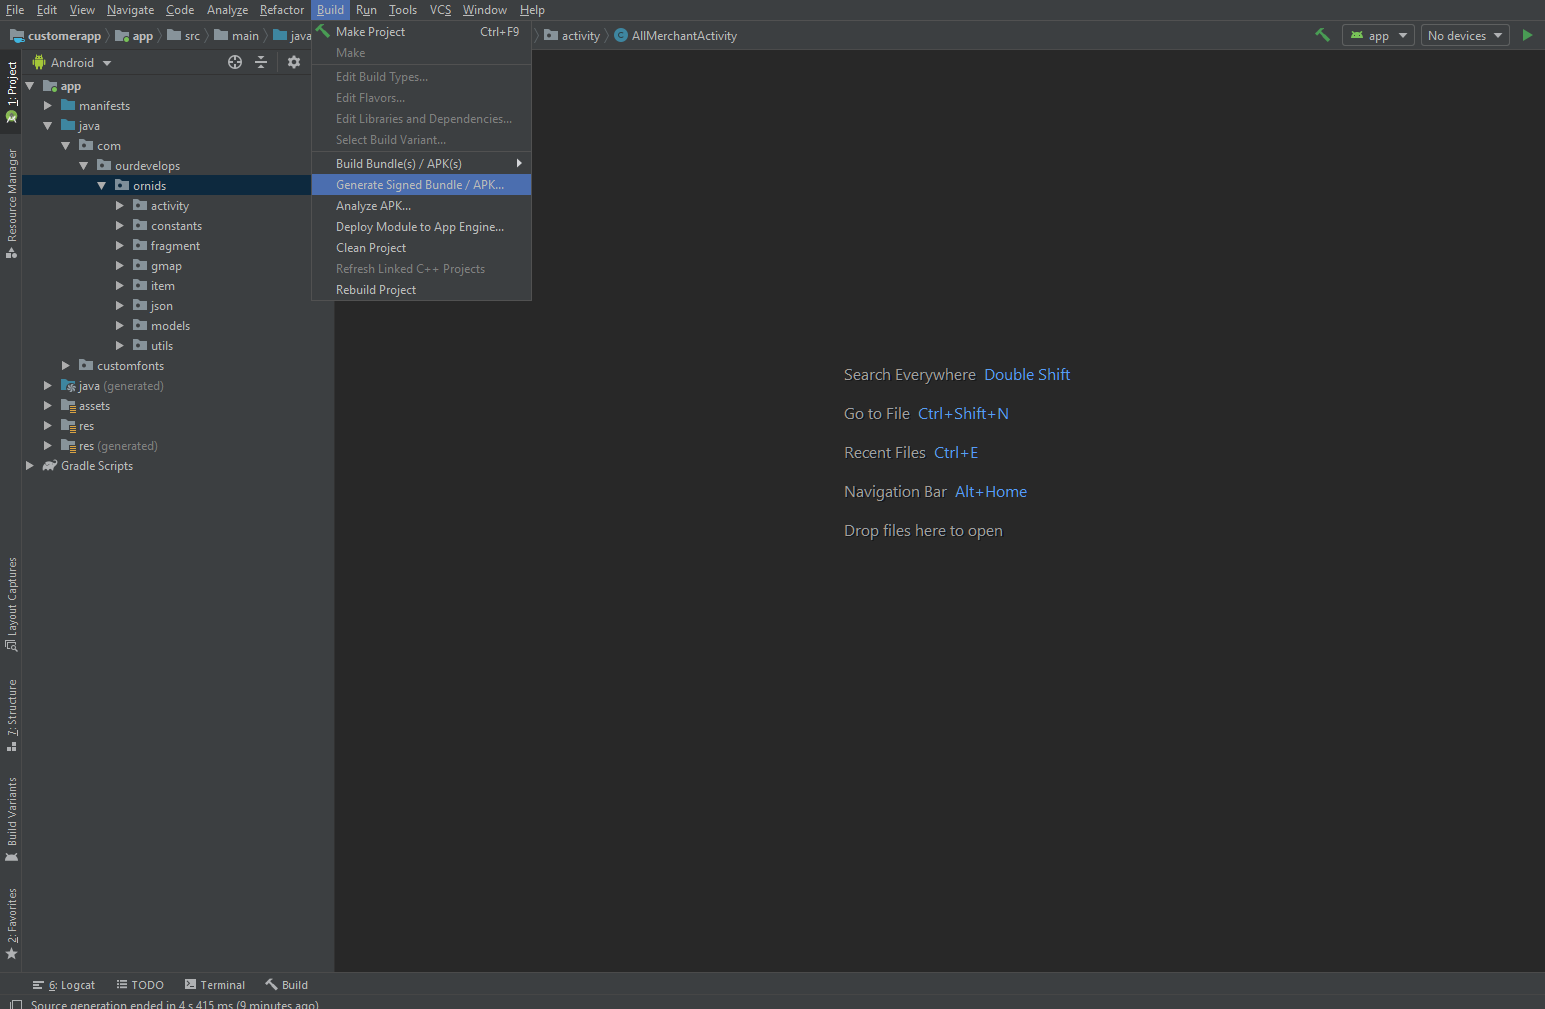 File Edit View Navigate Code Analyze Refactor Build Run Tools VCS Window Help
customerapp app src main java activity AllMerchantActivity app No devices
Make Project Ctrl+F9
Make
Edit Build Types...
Edit Flavors...
Edit Libraries and Dependencies...
Select Build Variant...
Build Bundle(s) / APK(s)
Generate Signed Bundle / APK...
Analyze APK...
Deploy Module to App Engine...
Clean Project
Refresh Linked C++ Projects
Rebuild Project
Android
app
manifests
java
com
ourdevelops
ornids
activity
constants
fragment
gmap
item
json
models
utils
customfonts
java (generated)
assets
res
res (generated)
Gradle Scripts
1: Project
Resource Manager
Layout Captures
7: Structure
Build Variants
2: Favorites
Search Everywhere Double Shift
Go to File Ctrl+Shift+N
Recent Files Ctrl+E
Navigation Bar Alt+Home
Drop files here to open
6: Logcat TODO Terminal Build
Source generation ended in 4 s 415 ms (9 minutes ago)